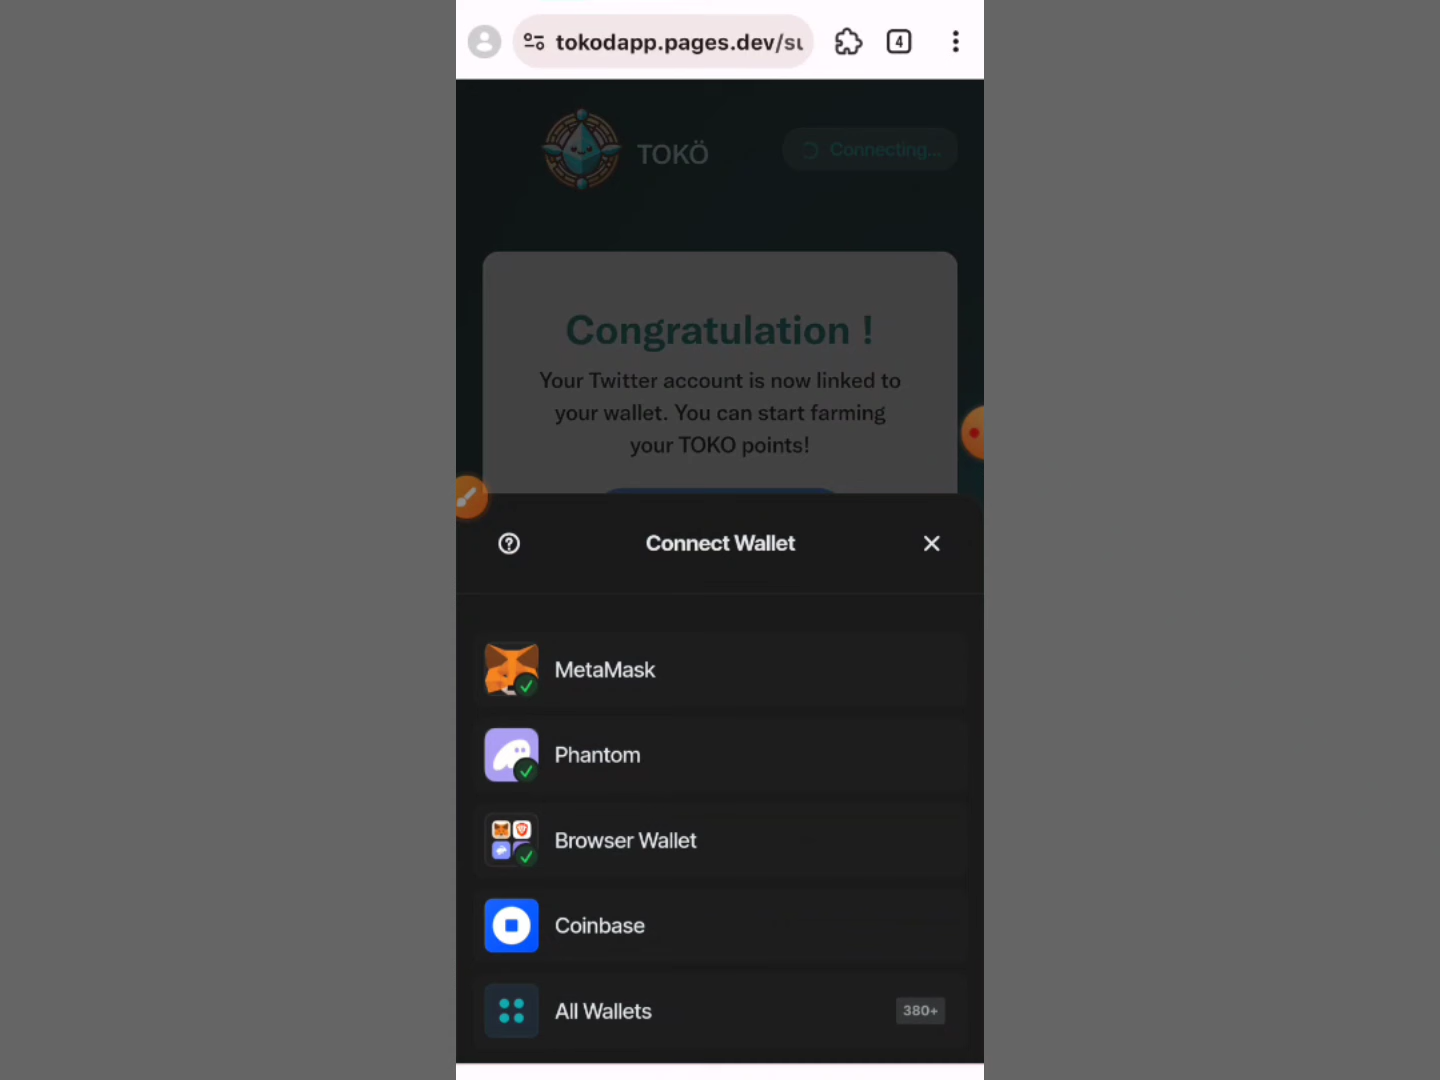 tokodapp.pages.dev/su
4
TOKÖ
Connecting...
Congratulation !
Your Twitter account is now linked to
your wallet. You can start farming
your TOKO points!
Connect Wallet
MetaMask
Phantom
Browser Wallet
Coinbase
All Wallets
380+